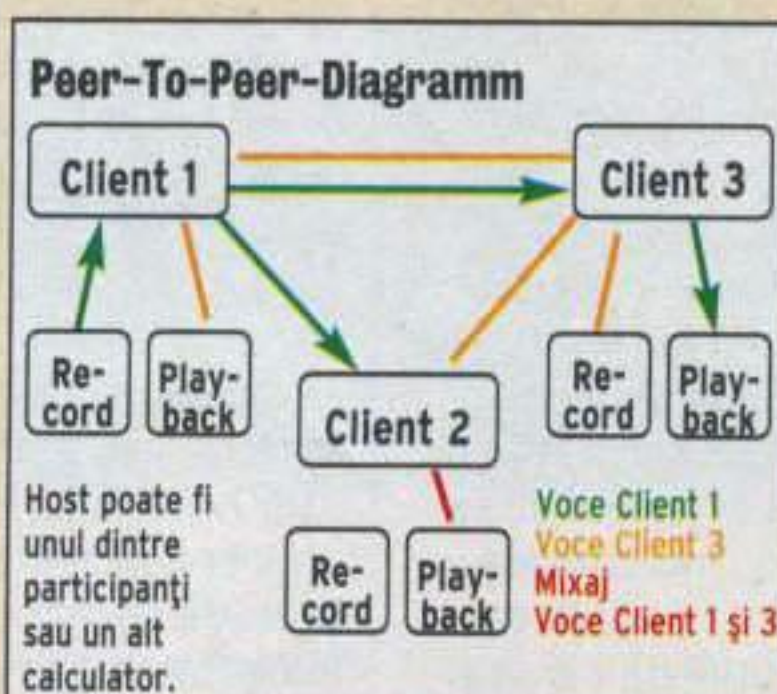 Peer-To-Peer-Diagramm
Client 1
Client 3
Re-
cord
Play-
back
Client 2
Re-
cord
Play-
back
Host poate fi
unul dintre
participanţi
sau un alt
calculator.
Re-
cord
Play-
back
Voce Client 1
Voce Client 3
Mixaj
Voce Client 1 şi 3